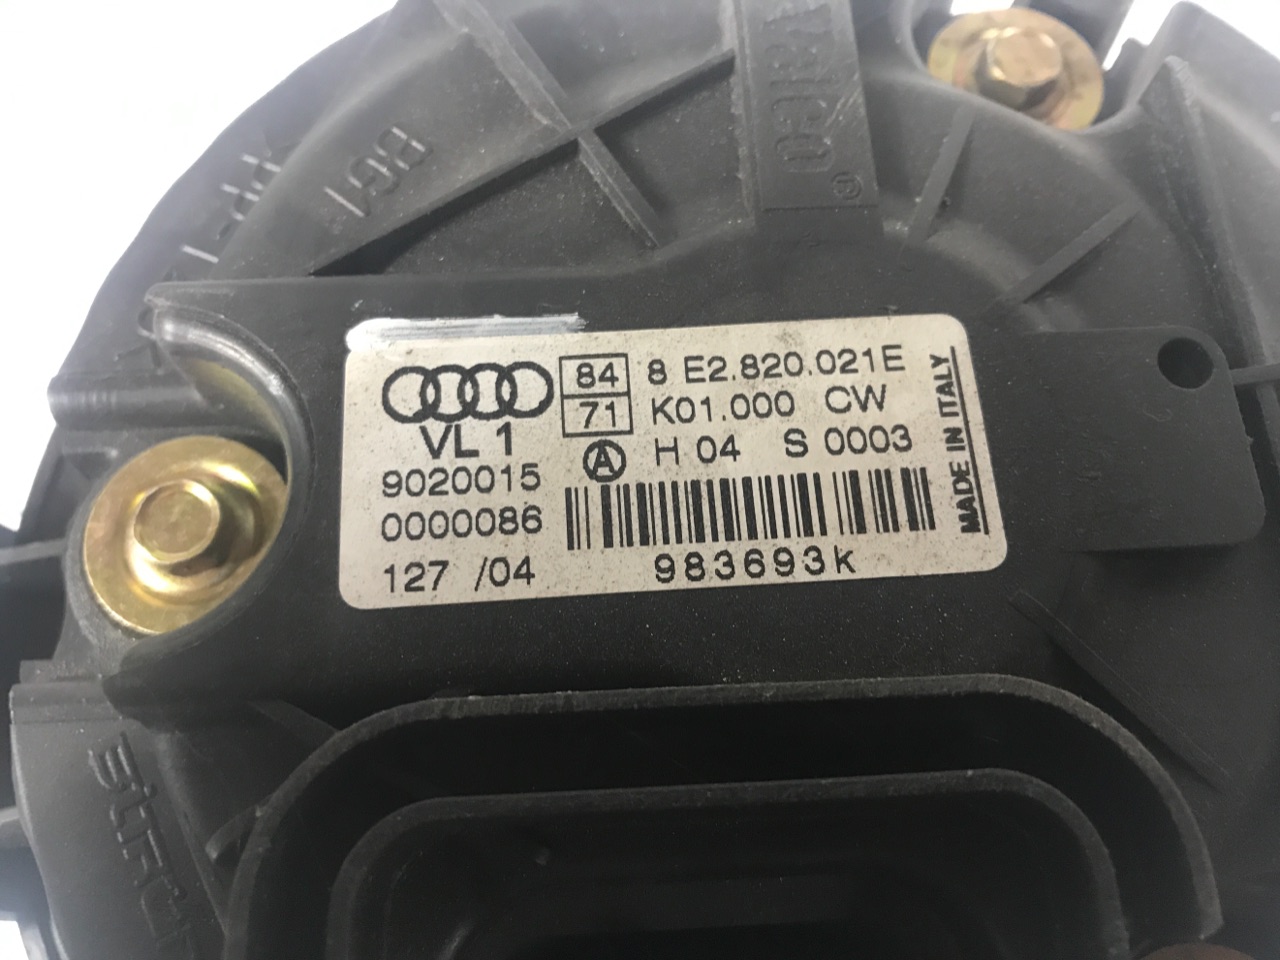 Valeo®
84 8 E2.820.021E
71 K01.000 CW
VL 1 A H 04 S 0003
9020015
0000086
127 /04
983693k
MADE IN ITALY